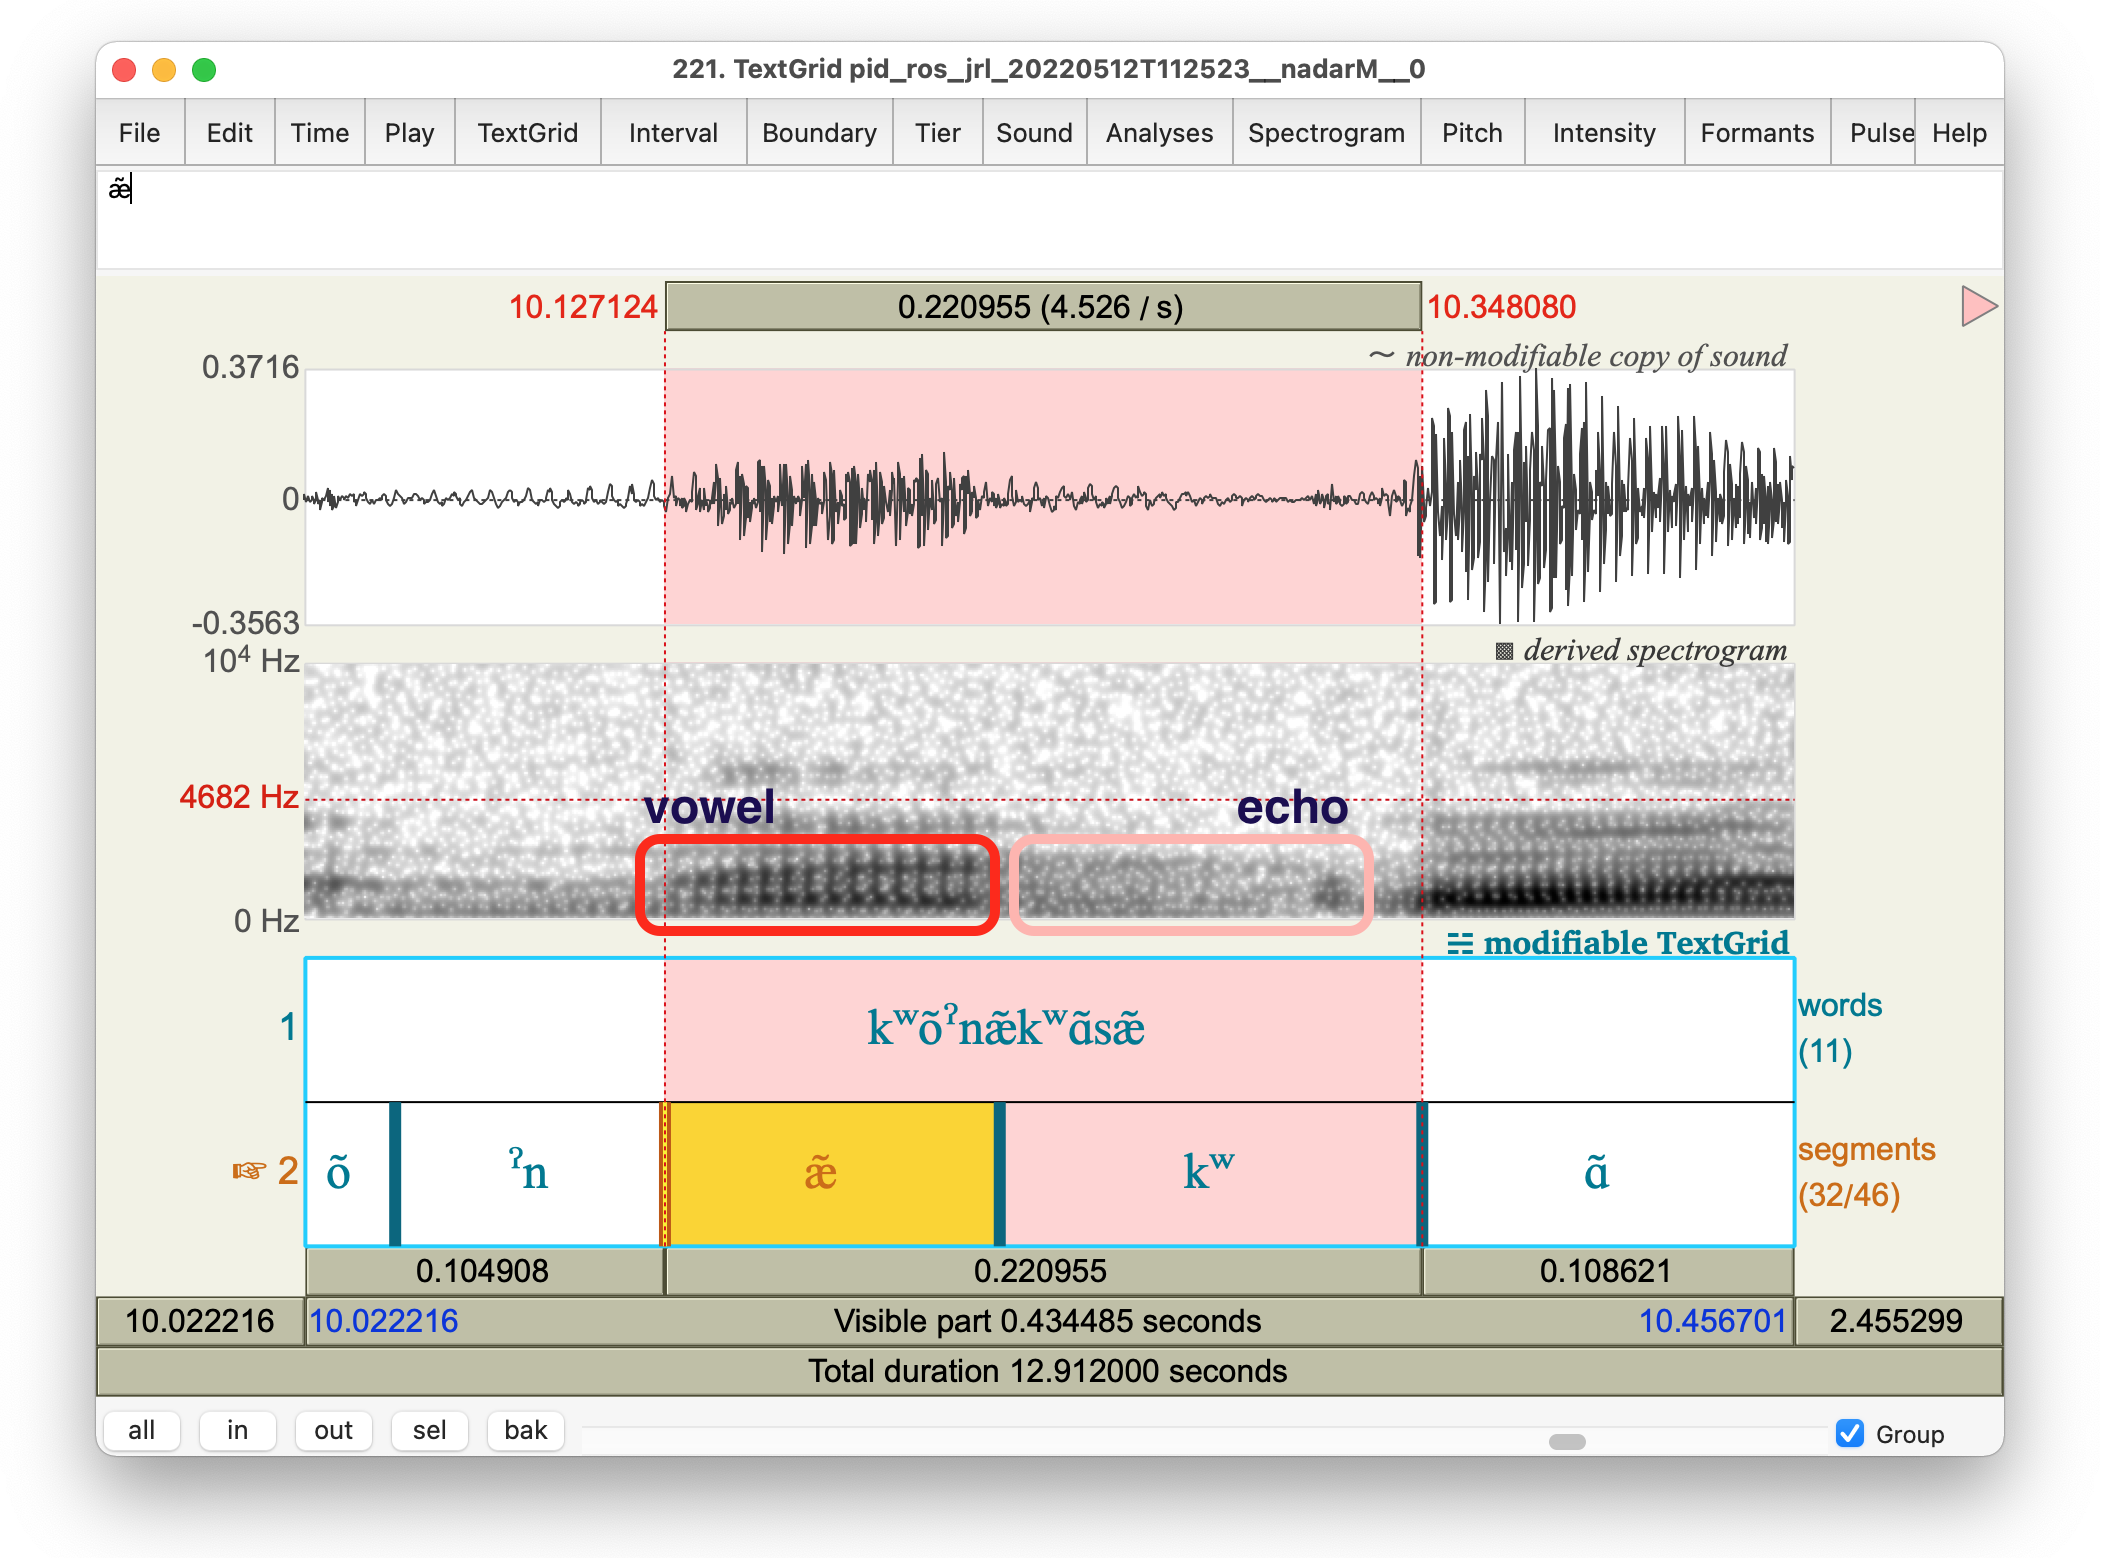 221. TextGrid pid_ros_jrl_20220512T112523__nadarM__0
File Edit Time Play TextGrid Interval Boundary Tier Sound Analyses Spectrogram Pitch Intensity Formants Pulse Help
æ̃
10.127124 0.220955 (4.526 / s) 10.348080
0.3716 ~ non-modifiable copy of sound
0
-0.3563
10⁴ Hz derived spectrogram
4682 Hz
vowel echo
0 Hz
modifiable TextGrid
1 kʷõˀnæ̃kʷɑ̃sæ̃ words
(11)
☞ 2 õ ˀn æ̃ kʷ ɑ̃ segments
(32/46)
0.104908 0.220955 0.108621
10.022216 10.022216 Visible part 0.434485 seconds 10.456701 2.455299
Total duration 12.912000 seconds
all in out sel bak Group